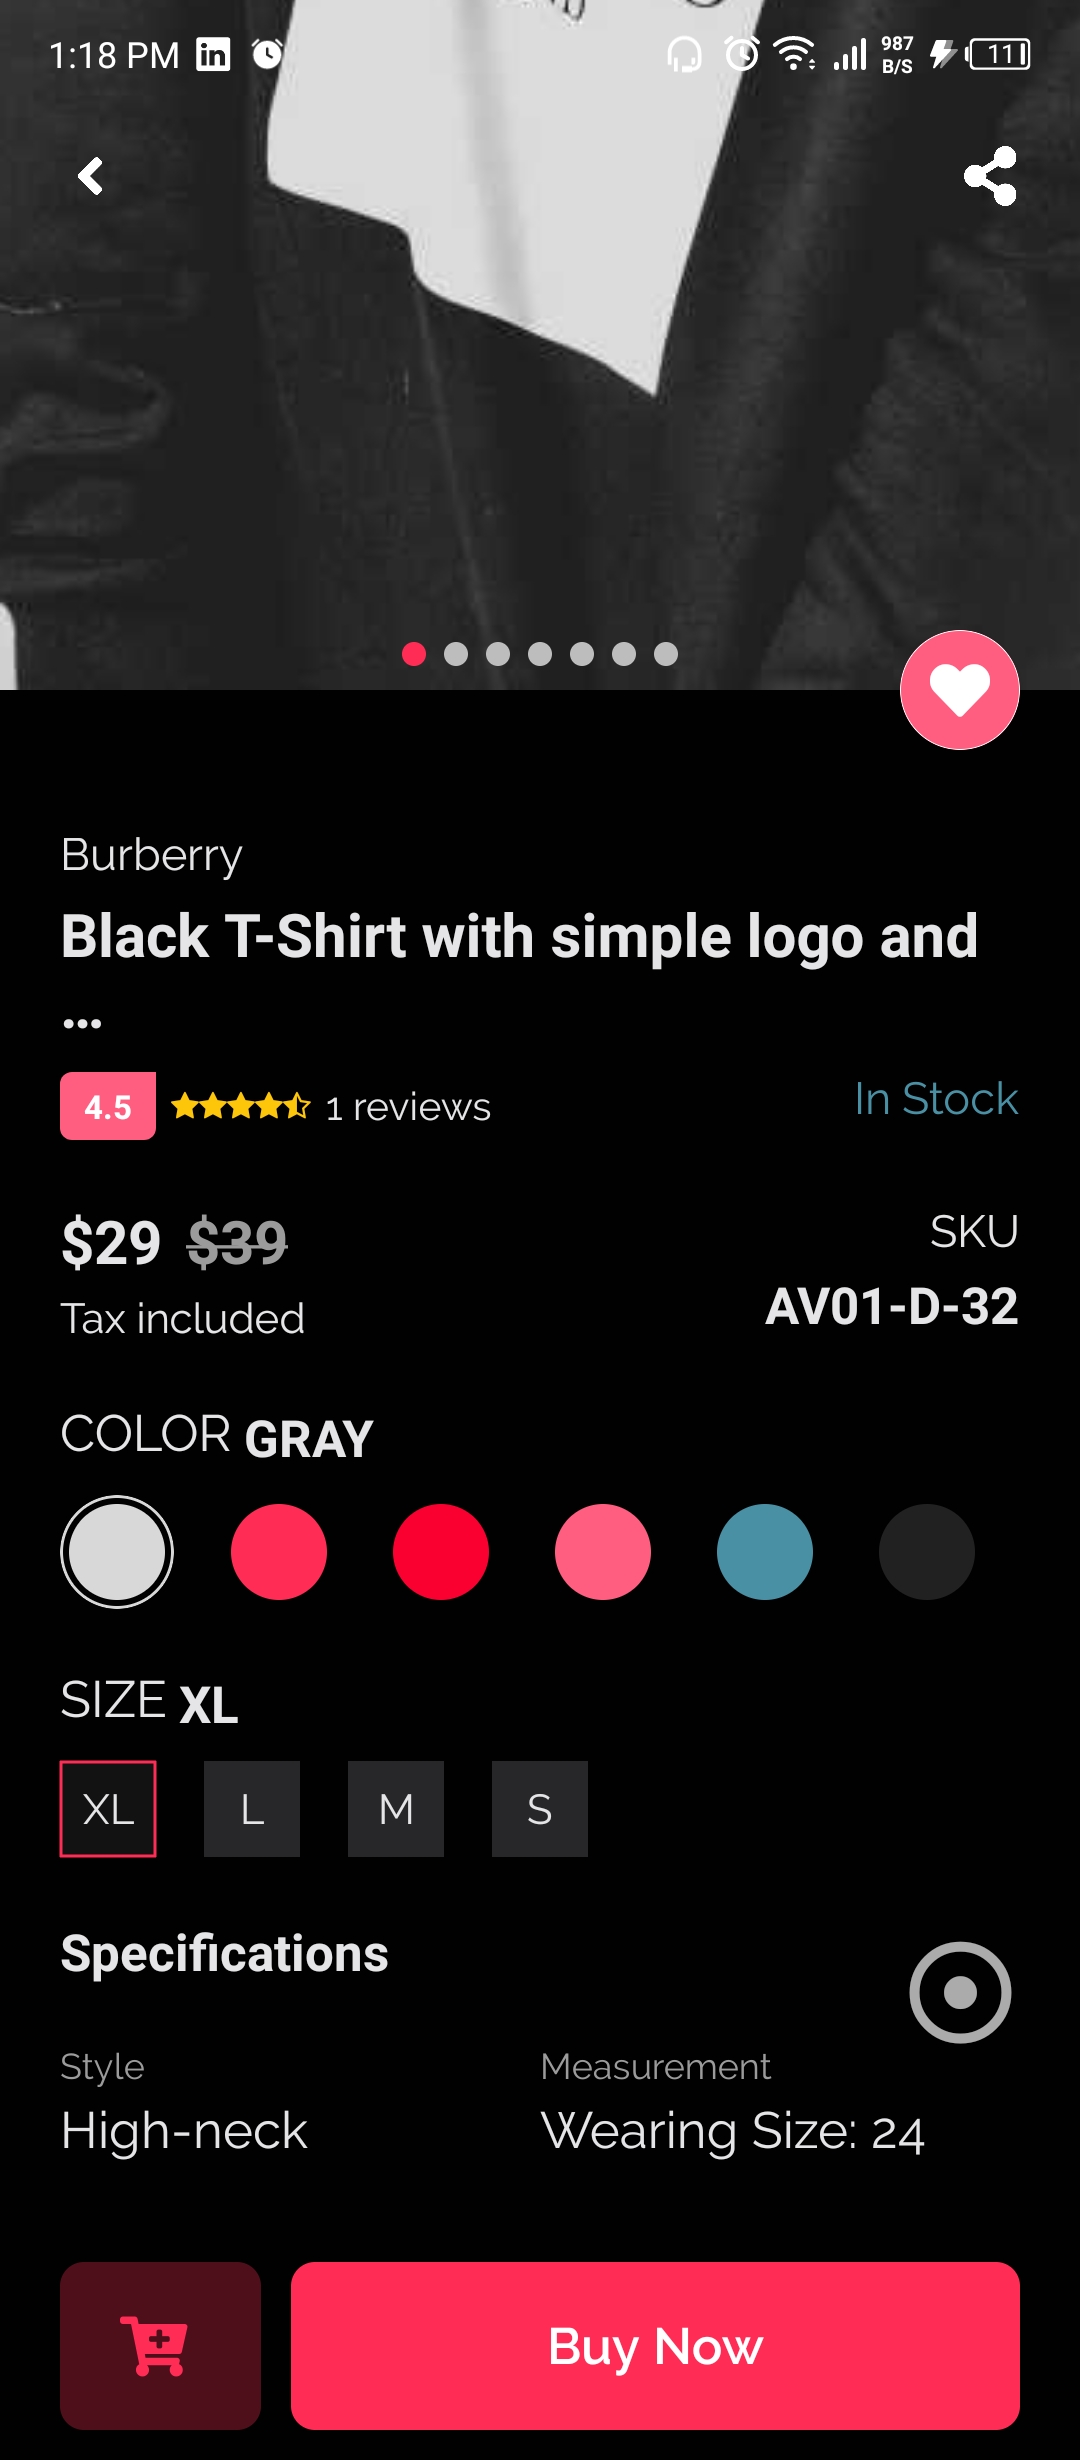 1:18 PM
987
B/S
11
Burberry
Black T-Shirt with simple logo and
...
4.5 1 reviews
In Stock
$29 $39
SKU
Tax included
AV01-D-32
COLOR GRAY
SIZE XL
XL L M S
Specifications
Style
Measurement
High-neck
Wearing Size: 24
Buy Now